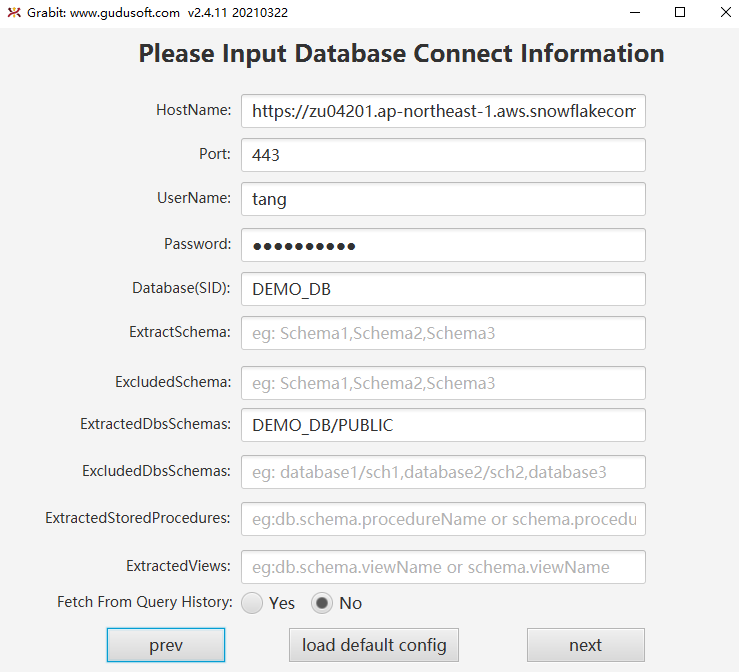 Grabit: www.gudusoft.com v2.4.11 20210322
Please Input Database Connect Information
HostName: https://zu04201.ap-northeast-1.aws.snowflakecom
Port: 443
UserName: tang
Password: ●●●●●●●●●●
Database(SID): DEMO_DB
ExtractSchema: eg: Schema1,Schema2,Schema3
ExcludedSchema: eg: Schema1,Schema2,Schema3
ExtractedDbsSchemas: DEMO_DB/PUBLIC
ExcludedDbsSchemas: eg: database1/sch1,database2/sch2,database3
ExtractedStoredProcedures: eg:db.schema.procedureName or schema.procedu
ExtractedViews: eg:db.schema.viewName or schema.viewName
Fetch From Query History: Yes No
prev load default config next